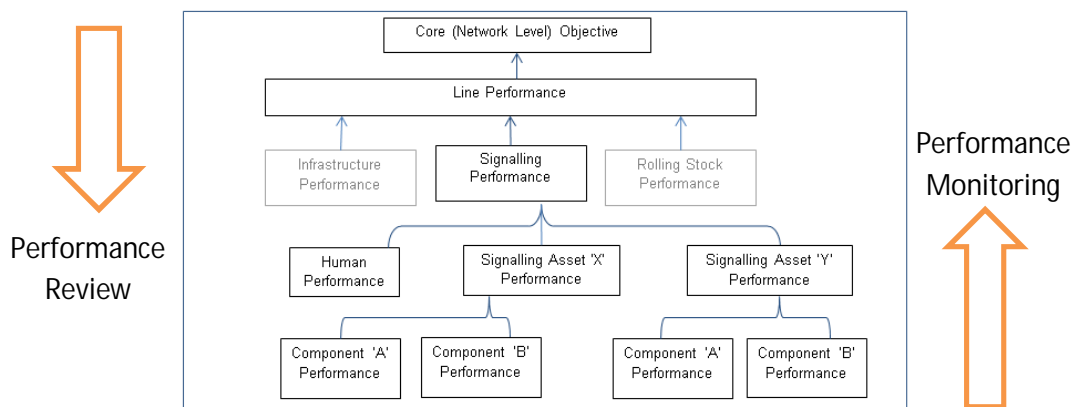 Core (Network Level) Objective
Line Performance
Infrastructure
Performance
Signalling
Performance
Rolling Stock
Performance
Human
Performance
Signalling Asset 'X'
Performance
Signalling Asset 'Y'
Performance
Component 'A'
Performance
Component 'B'
Performance
Component 'A'
Performance
Component 'B'
Performance
Performance
Review
Performance
Monitoring